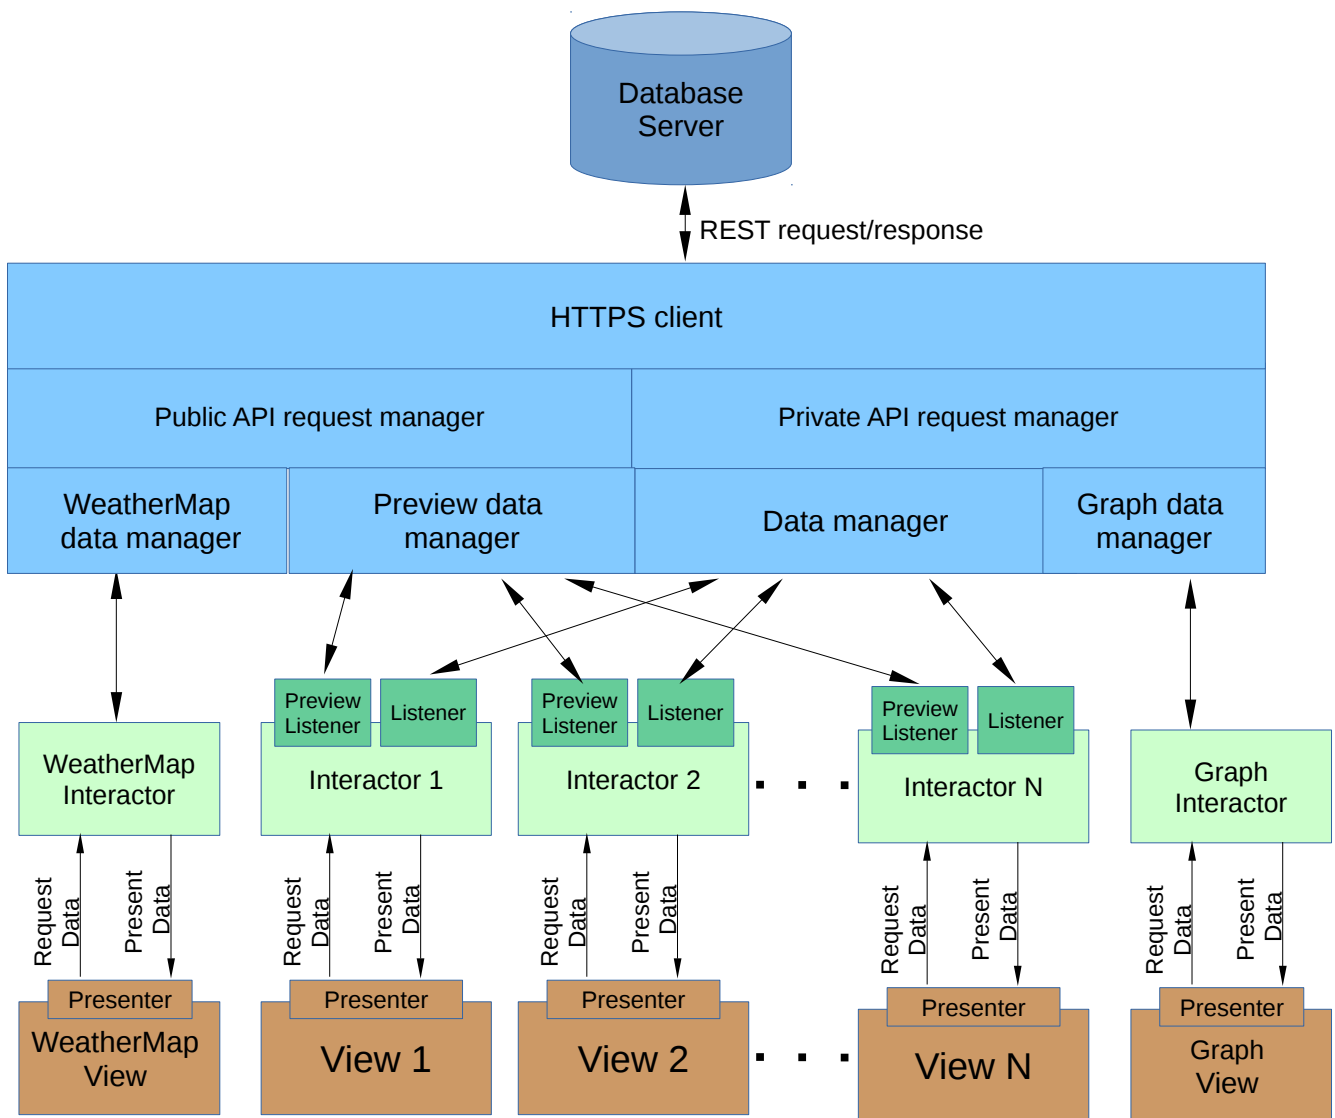 Database
Server
REST request/response
HTTPS client
Public API request manager
Private API request manager
WeatherMap
data manager
Preview data
manager
Data manager
Graph data
manager
Preview
Listener
Listener
Preview
Listener
Listener
Preview
Listener
Listener
WeatherMap
Interactor
Interactor 1
Interactor 2
. . .
Interactor N
Graph
Interactor
Request
Data
Present
Data
Request
Data
Present
Data
Request
Data
Present
Data
Request
Data
Present
Data
Request
Data
Present
Data
Presenter
WeatherMap
View
Presenter
View 1
Presenter
View 2
. . .
Presenter
View N
Presenter
Graph
View